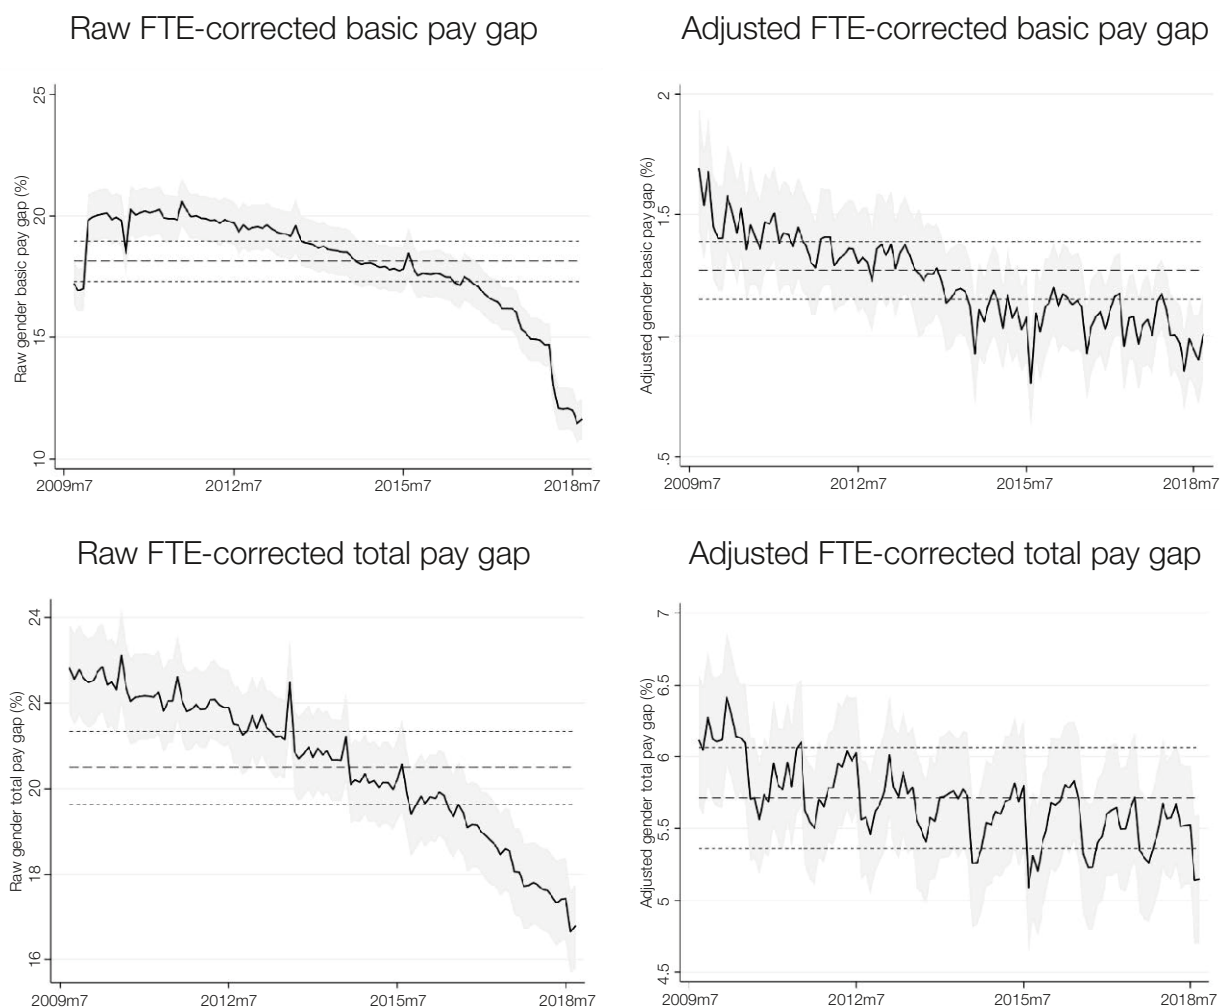 Raw FTE-corrected basic pay gap
Raw gender basic pay gap (%)
25
20
15
10
2009m7
2012m7
2015m7
2018m7
Adjusted FTE-corrected basic pay gap
Adjusted gender basic pay gap (%)
2
1.5
1
.5
2009m7
2012m7
2015m7
2018m7
Raw FTE-corrected total pay gap
Raw gender total pay gap (%)
24
22
20
18
16
2009m7
2012m7
2015m7
2018m7
Adjusted FTE-corrected total pay gap
Adjusted gender total pay gap (%)
7
6.5
6
5.5
5
4.5
2009m7
2012m7
2015m7
2018m7